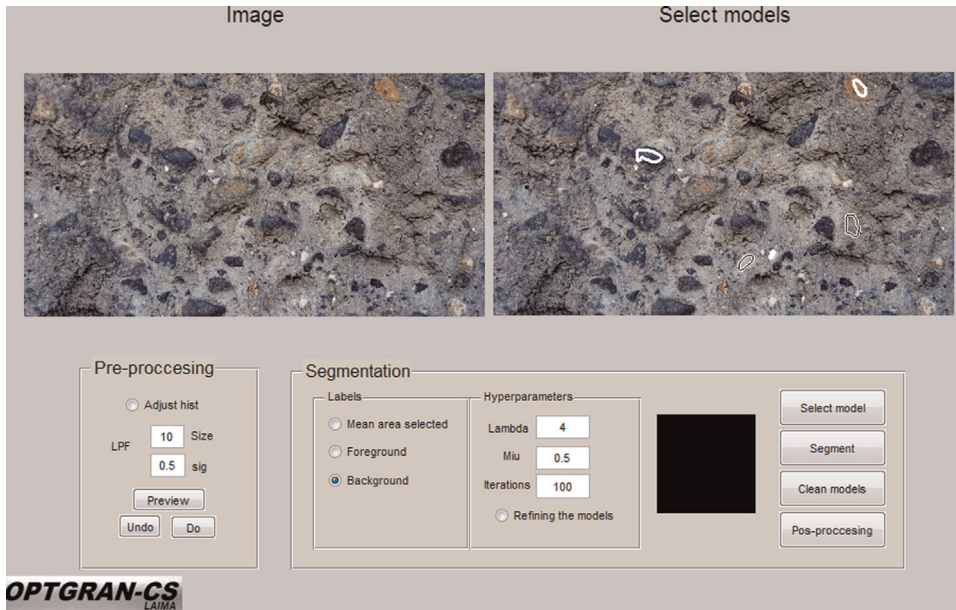 Image
Select models
Pre-proccesing
Adjust hist
LPF
10 Size
0.5 sig
Preview
Undo Do
Segmentation
Labels
Mean area selected
Foreground
Background
Hyperparameters
Lambda 4
Miu 0.5
Iterations 100
Refining the models
Select model
Segment
Clean models
Pos-proccesing
OPTGRAN-CS
LAIMA